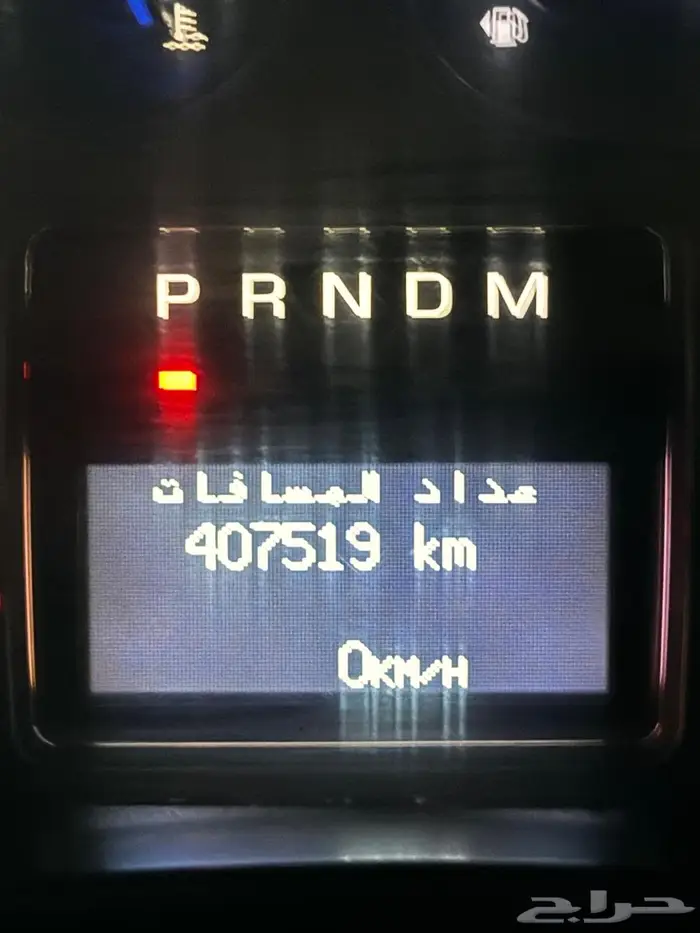 P R N D M
عداد المسافات
407519 km
0KM/H
حراج